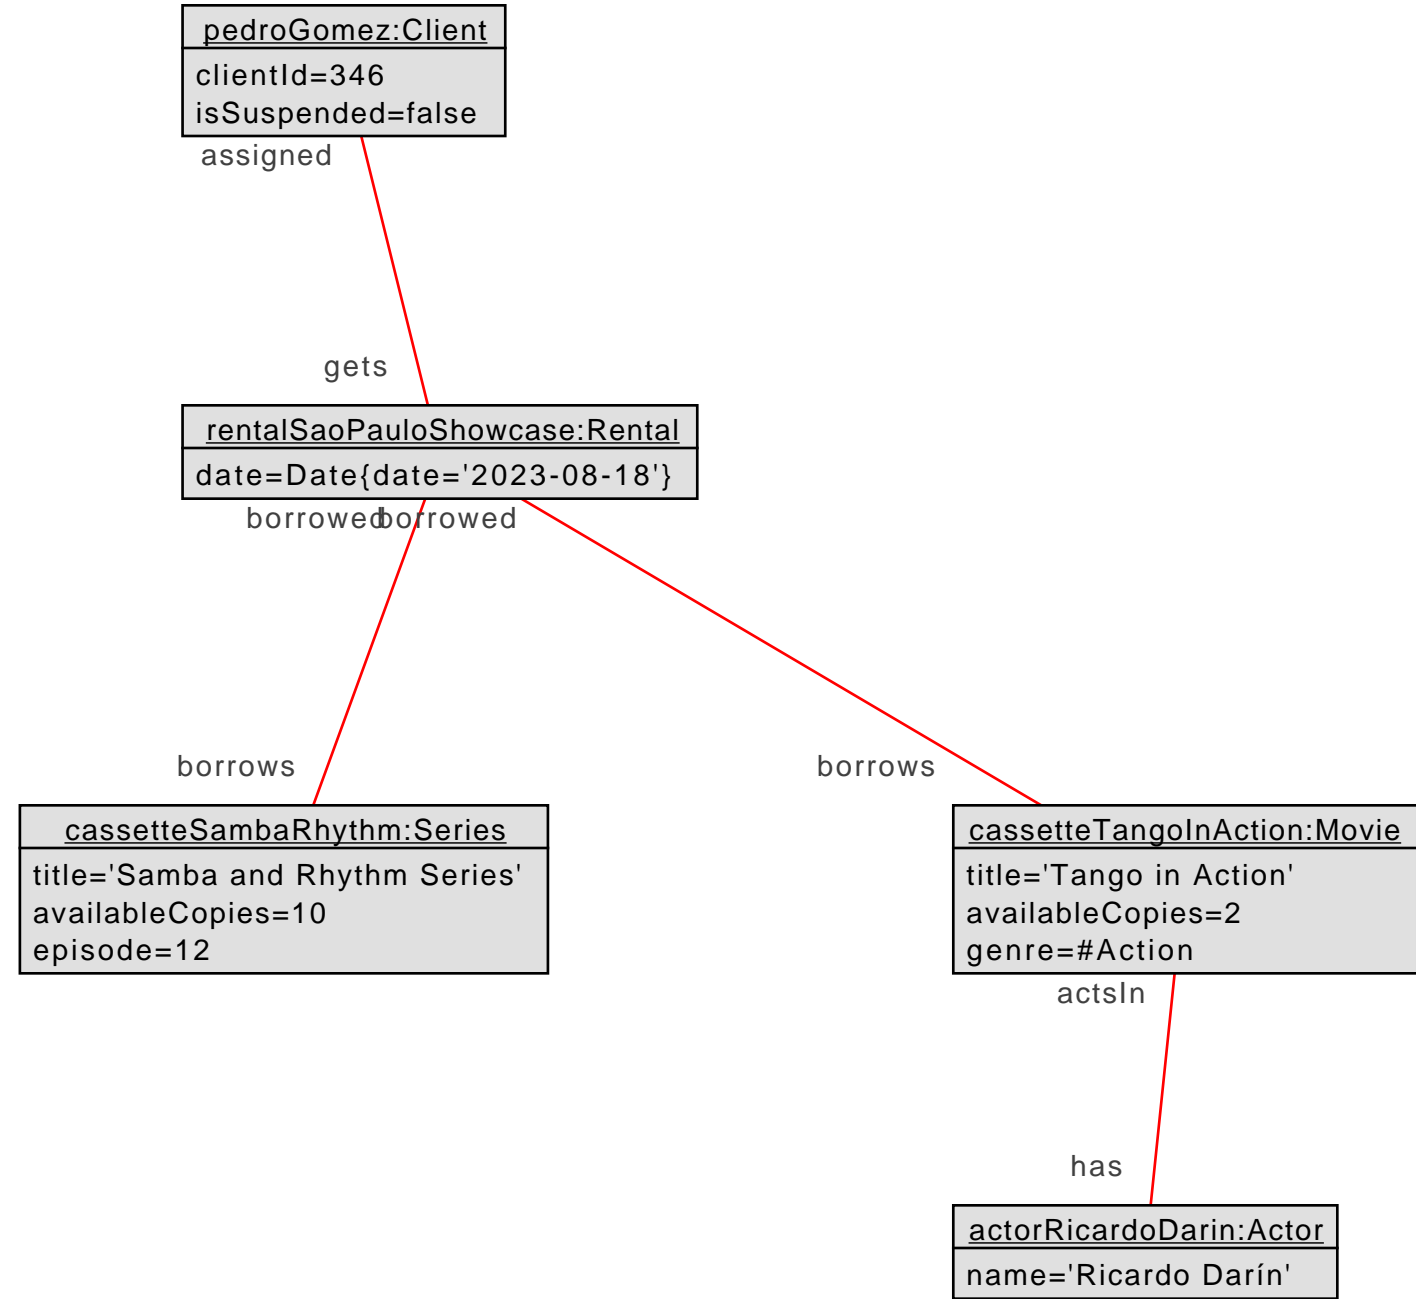 pedroGomez:Client
clientId=346
isSuspended=false
assigned
gets
rentalSaoPauloShowcase:Rental
date=Date{date='2023-08-18'}
borrowed borrowed
borrows borrows
cassetteSambaRhythm:Series
title='Samba and Rhythm Series'
availableCopies=10
episode=12
cassetteTangoInAction:Movie
title='Tango in Action'
availableCopies=2
genre=#Action
actsIn
has
actorRicardoDarin:Actor
name='Ricardo Darín'